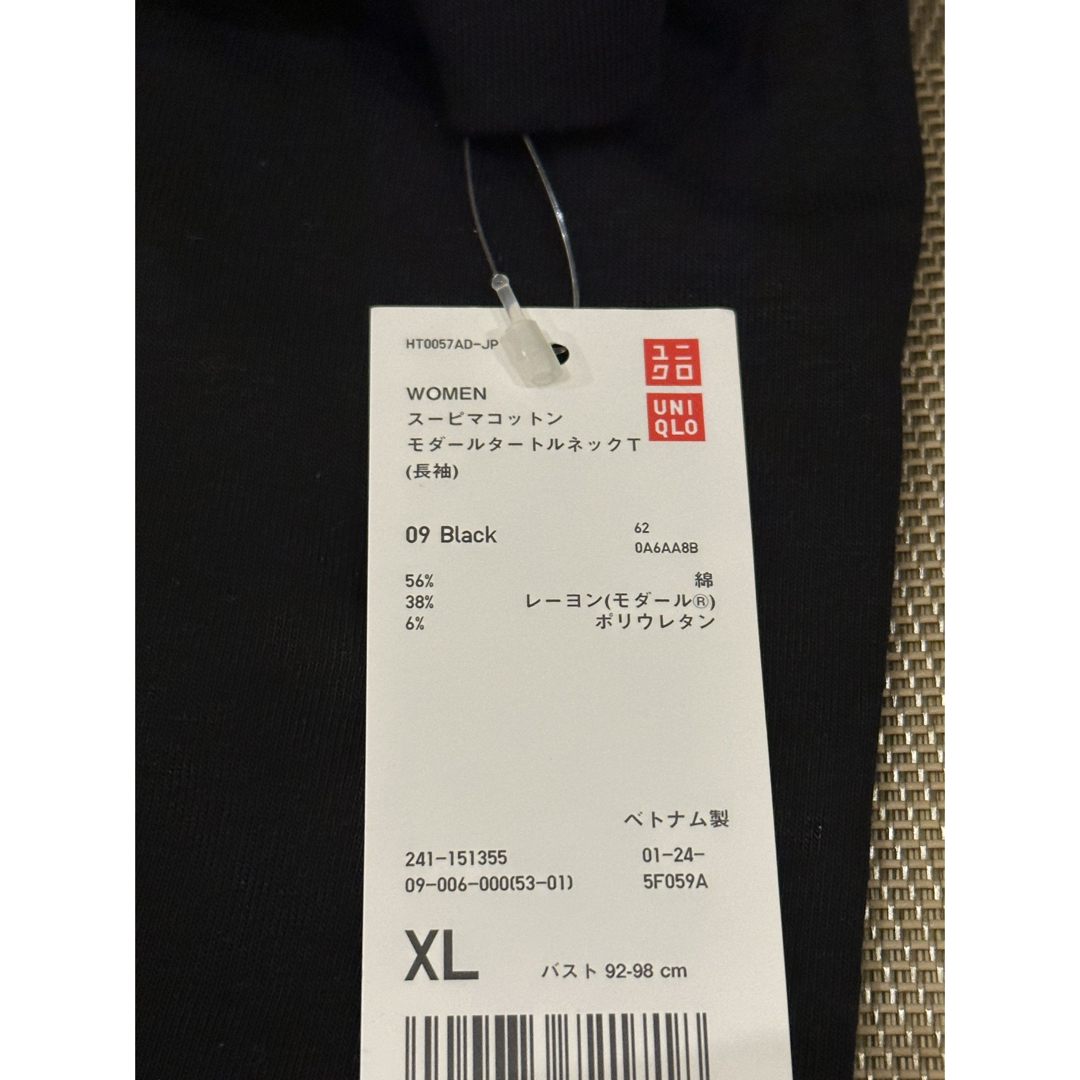 HT0057AD-JP
ユニ
クロ
UNI
QLO
WOMEN
スーピマコットン
モダールタートルネックT
(長袖)
09 Black
62
0A6AA8B
56% 綿
38% レーヨン(モダール®)
6% ポリウレタン
ベトナム製
241-151355 01-24-
09-006-000(53-01) 5F059A
XL バスト 92-98 cm